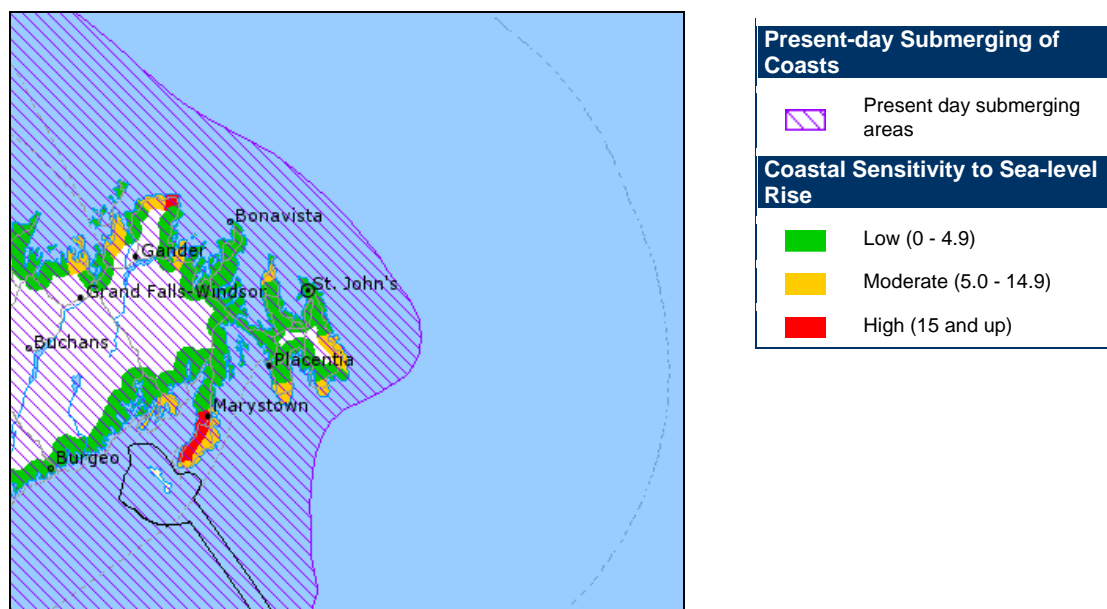 Bonavista
Gander
St. John's
Grand Falls-Windsor
Buchans
Placentia
Marystown
Burgeo
Present-day Submerging of
Coasts
Present day submerging
areas
Coastal Sensitivity to Sea-level
Rise
Low (0 - 4.9)
Moderate (5.0 - 14.9)
High (15 and up)